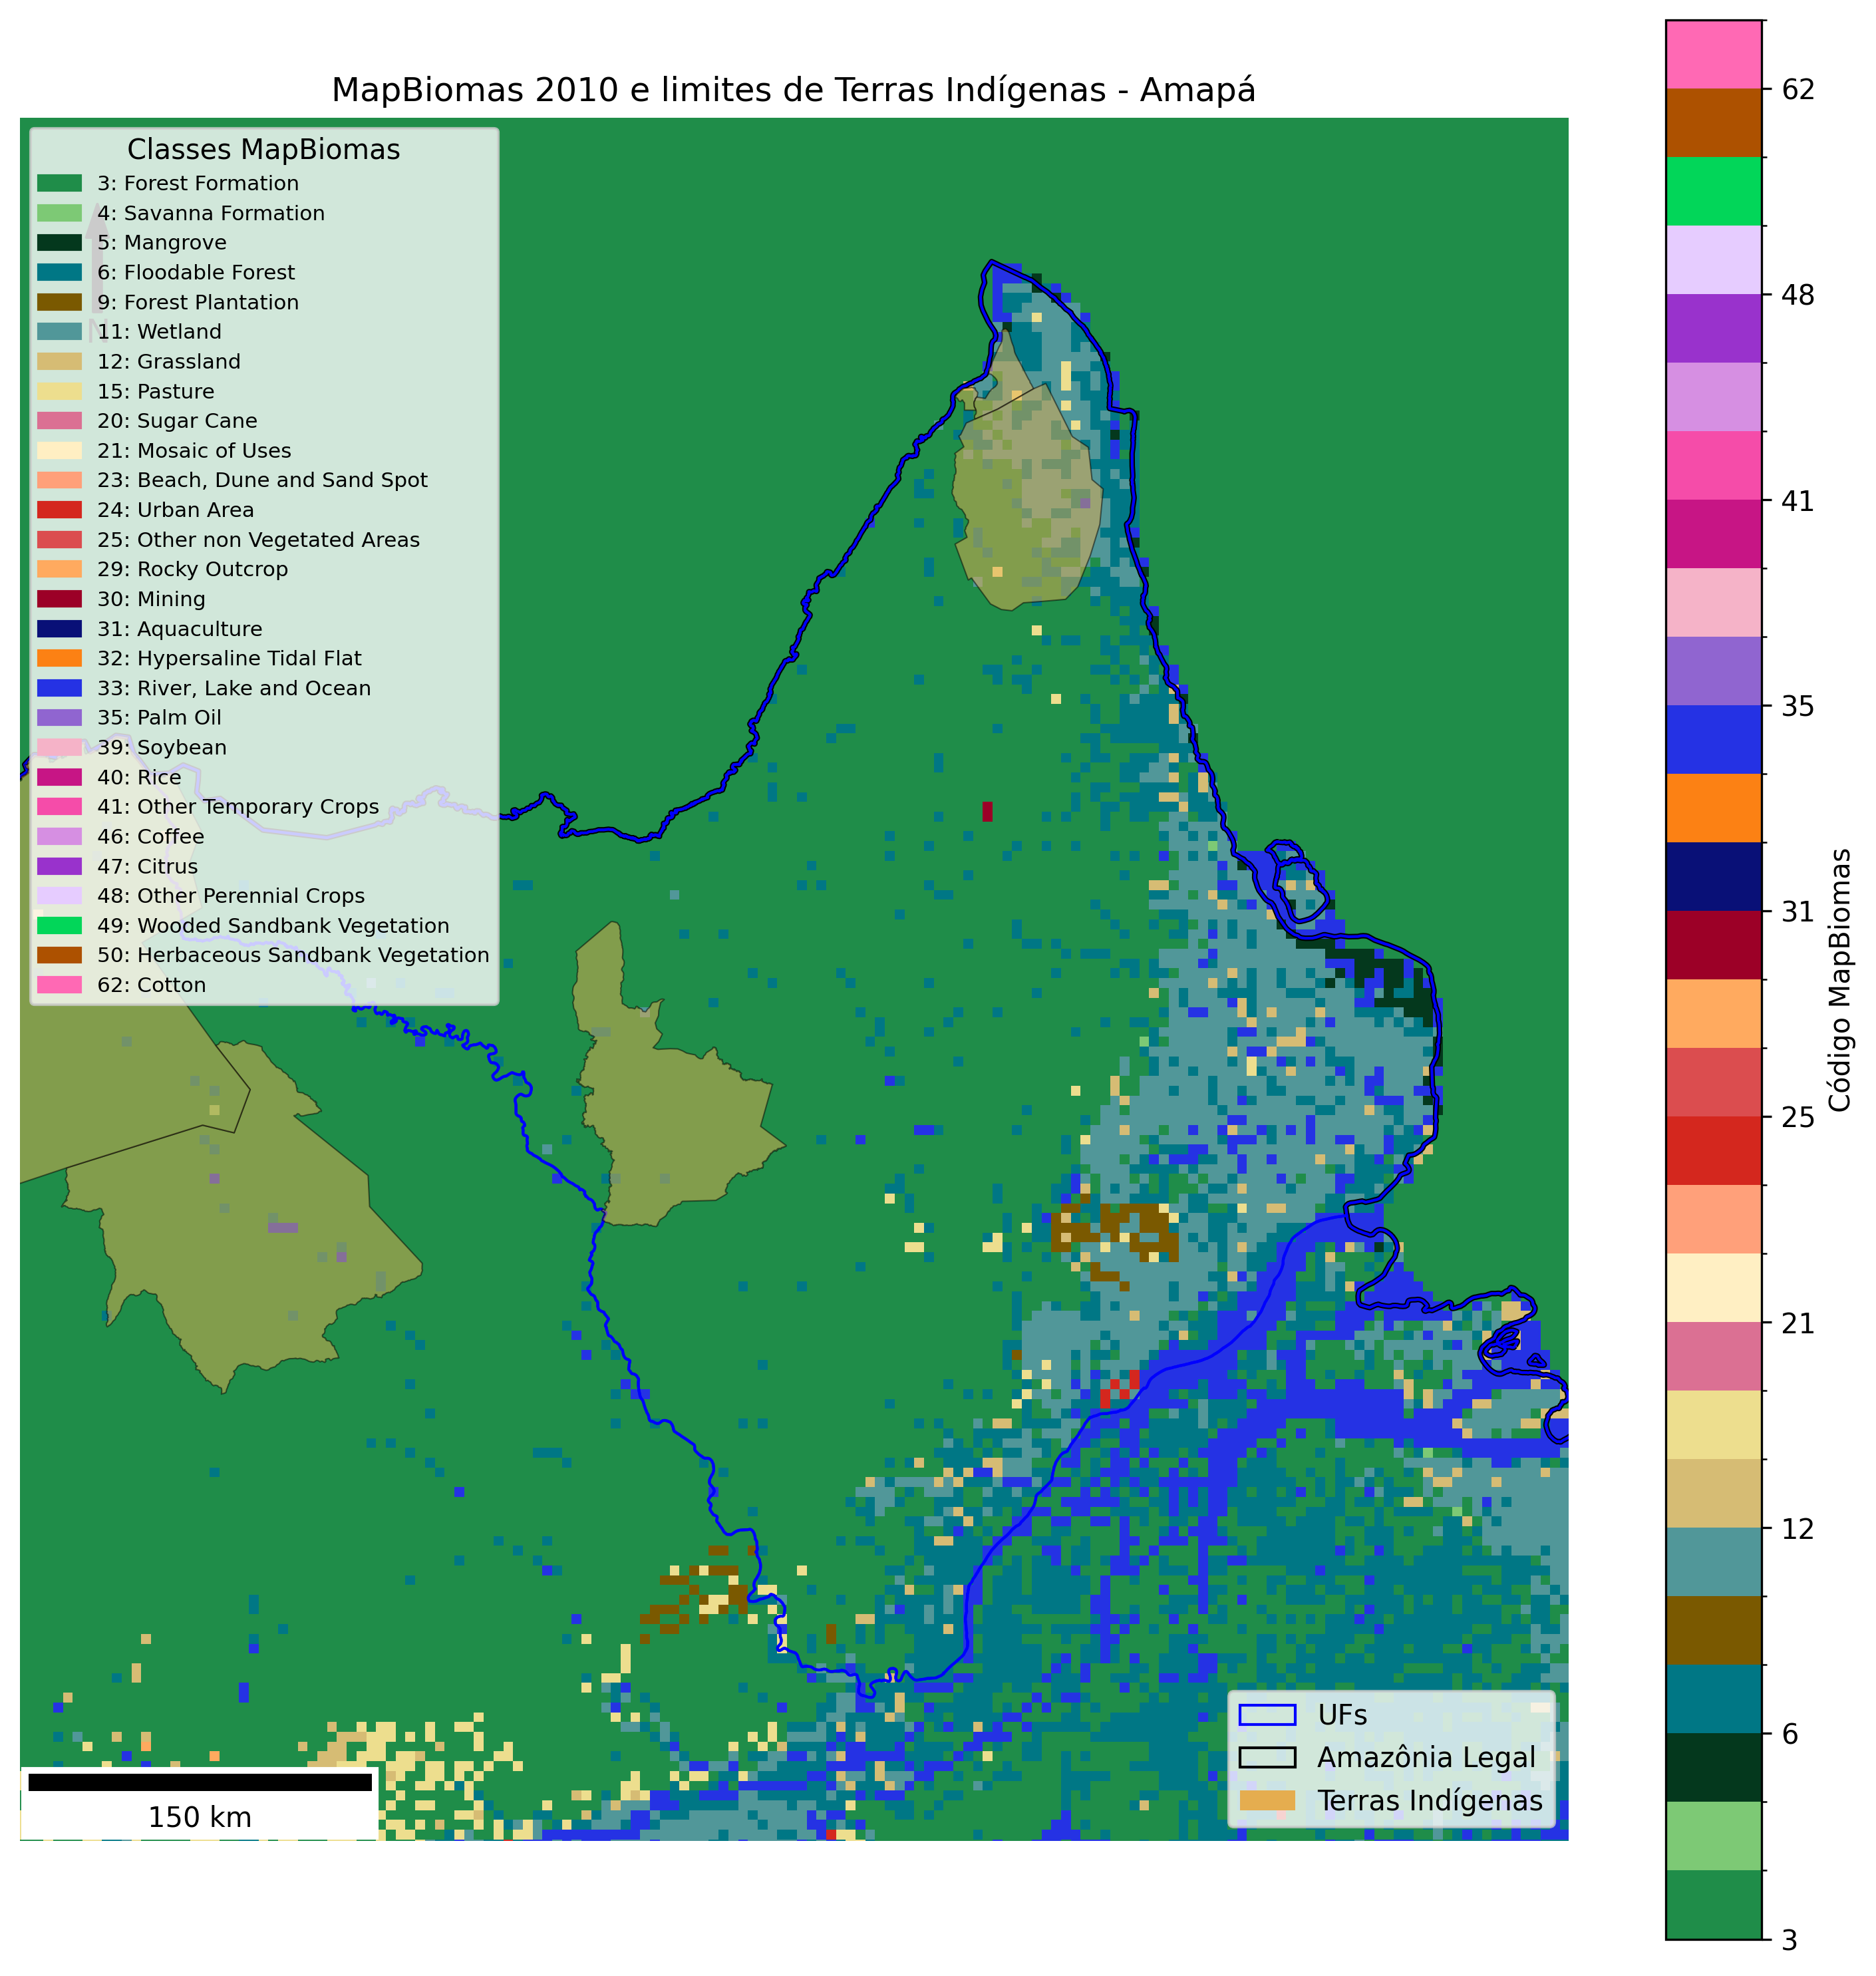 MapBiomas 2010 e limites de Terras Indígenas - Amapá
Classes MapBiomas
3: Forest Formation
4: Savanna Formation
5: Mangrove
6: Floodable Forest
9: Forest Plantation
11: Wetland
12: Grassland
15: Pasture
20: Sugar Cane
21: Mosaic of Uses
23: Beach, Dune and Sand Spot
24: Urban Area
25: Other non Vegetated Areas
29: Rocky Outcrop
30: Mining
31: Aquaculture
32: Hypersaline Tidal Flat
33: River, Lake and Ocean
35: Palm Oil
39: Soybean
40: Rice
41: Other Temporary Crops
46: Coffee
47: Citrus
48: Other Perennial Crops
49: Wooded Sandbank Vegetation
50: Herbaceous Sandbank Vegetation
62: Cotton
N
150 km
UFs
Amazônia Legal
Terras Indígenas
62
48
41
35
31
25
21
12
6
3
Código MapBiomas